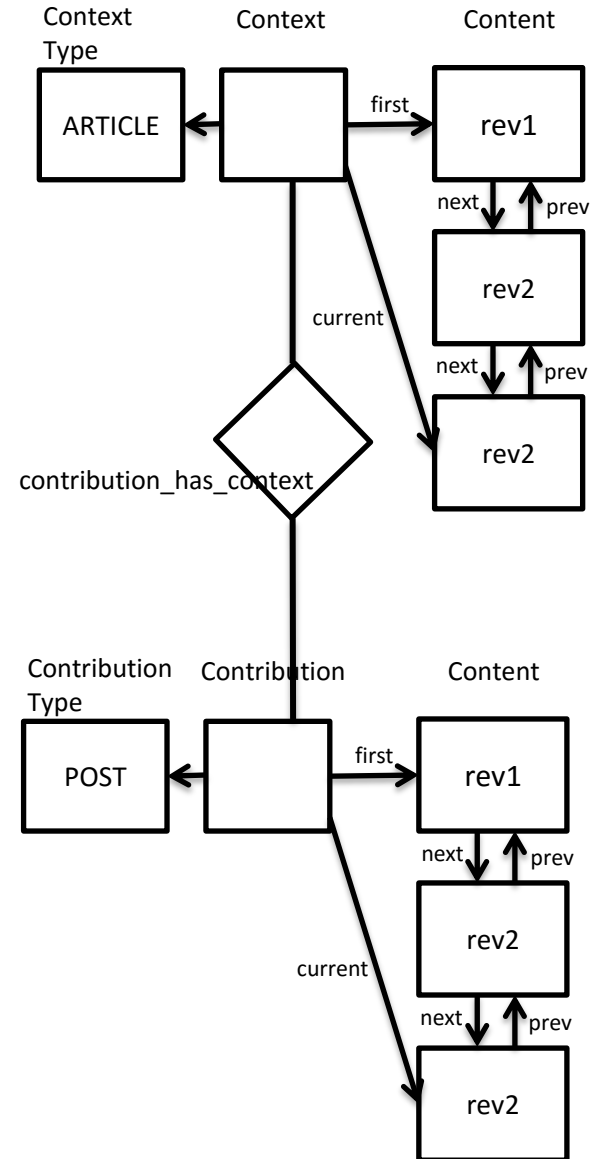 Context
Type
Context
Content
ARTICLE
first
rev1
next
prev
rev2
current
next
prev
rev2
contribution_has_context
Contribution
Type
Contribution
Content
POST
first
rev1
next
prev
rev2
current
next
prev
rev2